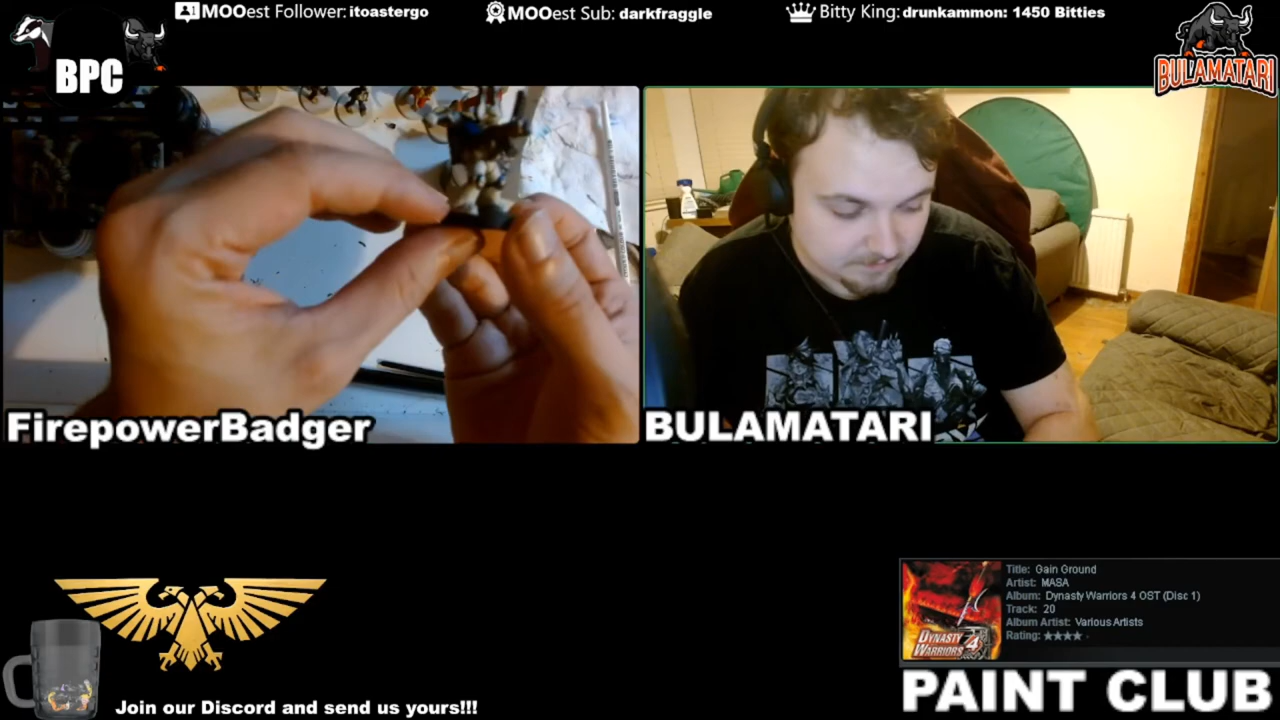 MOOest Follower: itoastergo
MOOest Sub: darkfraggle
Bitty King: drunkammon: 1450 Bitties
BPC
BULAMATARI
FirepowerBadger
BULAMATARI
Title: Gain Ground
Artist: MASA
Album: Dynasty Warriors 4 OST (Disc 1)
Track: 20
Album Artist: Various Artists
Rating: ★★★★
DYNASTY
WARRIORS 4
Join our Discord and send us yours!!!
PAINT CLUB